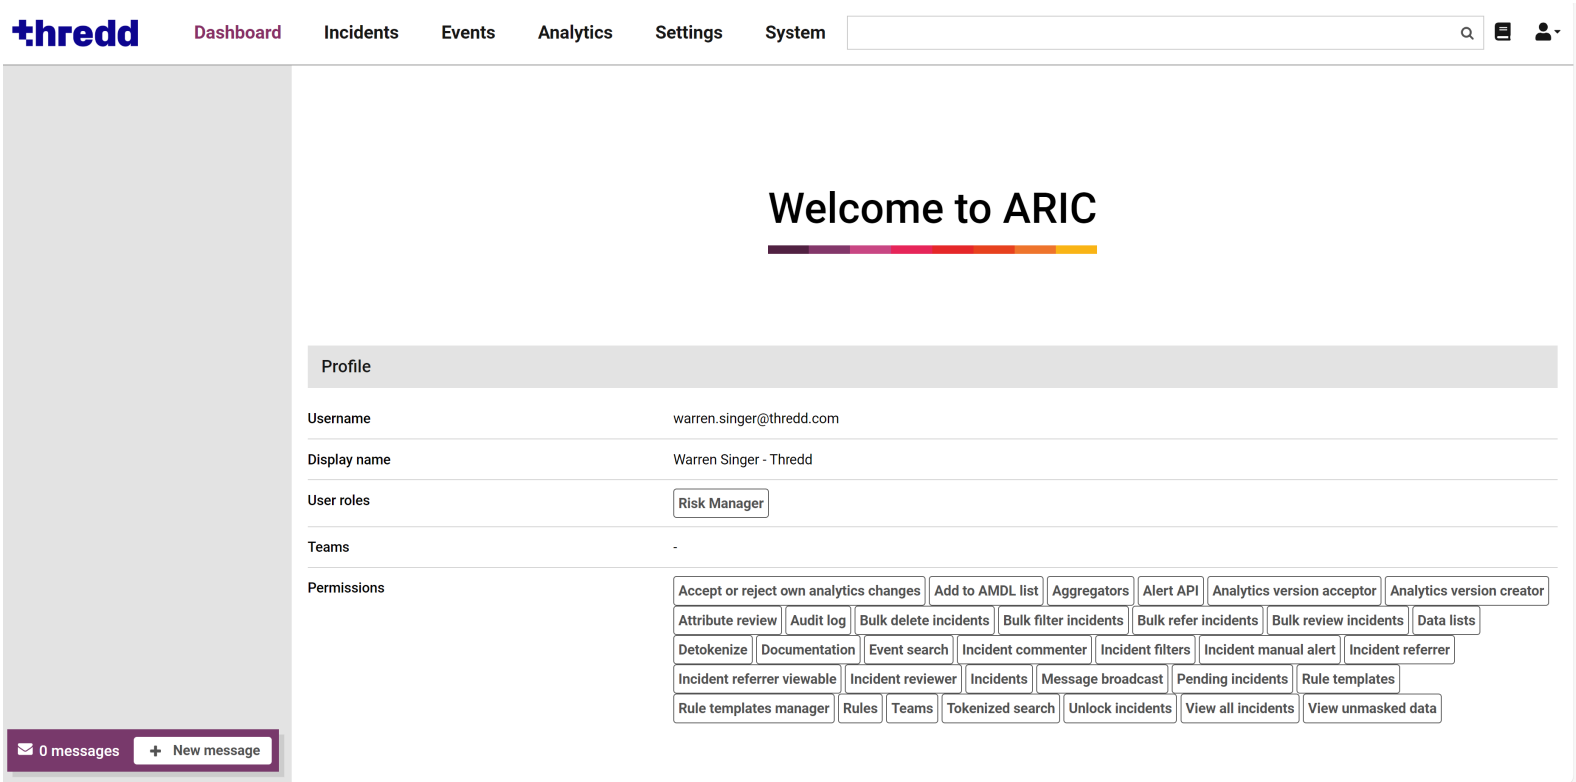 thredd Dashboard Incidents Events Analytics Settings System
Welcome to ARIC
Profile
Username warren.singer@thredd.com
Display name Warren Singer - Thredd
User roles Risk Manager
Teams -
Permissions Accept or reject own analytics changes Add to AMDL list Aggregators Alert API Analytics version acceptor Analytics version creator
Attribute review Audit log Bulk delete incidents Bulk filter incidents Bulk refer incidents Bulk review incidents Data lists
Detokenize Documentation Event search Incident commenter Incident filters Incident manual alert Incident referrer
Incident referrer viewable Incident reviewer Incidents Message broadcast Pending incidents Rule templates
Rule templates manager Rules Teams Tokenized search Unlock incidents View all incidents View unmasked data
0 messages + New message